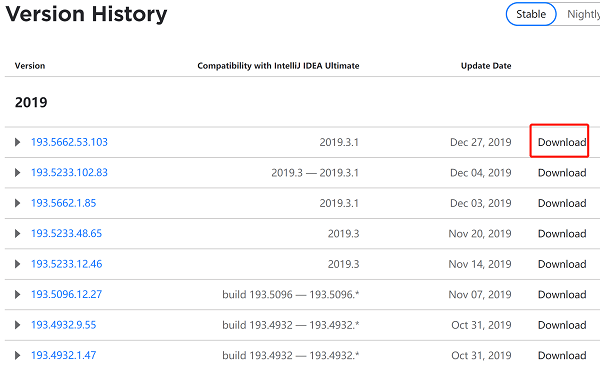 Version History
Stable Nightly
Version Compatibility with IntelliJ IDEA Ultimate Update Date
2019
193.5662.53.103 2019.3.1 Dec 27, 2019 Download
193.5233.102.83 2019.3 — 2019.3.1 Dec 04, 2019 Download
193.5662.1.85 2019.3.1 Dec 03, 2019 Download
193.5233.48.65 2019.3 Nov 20, 2019 Download
193.5233.12.46 2019.3 Nov 14, 2019 Download
193.5096.12.27 build 193.5096 — 193.5096.* Nov 07, 2019 Download
193.4932.9.55 build 193.4932 — 193.4932.* Oct 31, 2019 Download
193.4932.1.47 build 193.4932 — 193.4932.* Oct 31, 2019 Download